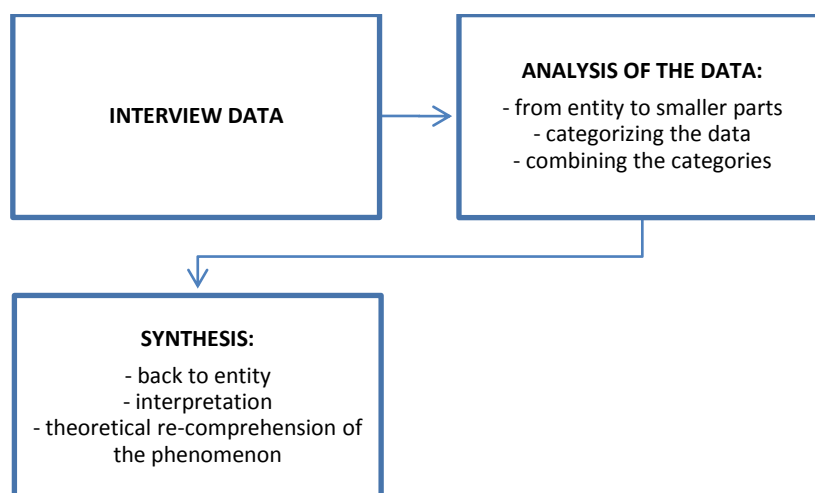 INTERVIEW DATA
ANALYSIS OF THE DATA:
- from entity to smaller parts
- categorizing the data
- combining the categories
SYNTHESIS:
- back to entity
- interpretation
- theoretical re-comprehension of
the phenomenon